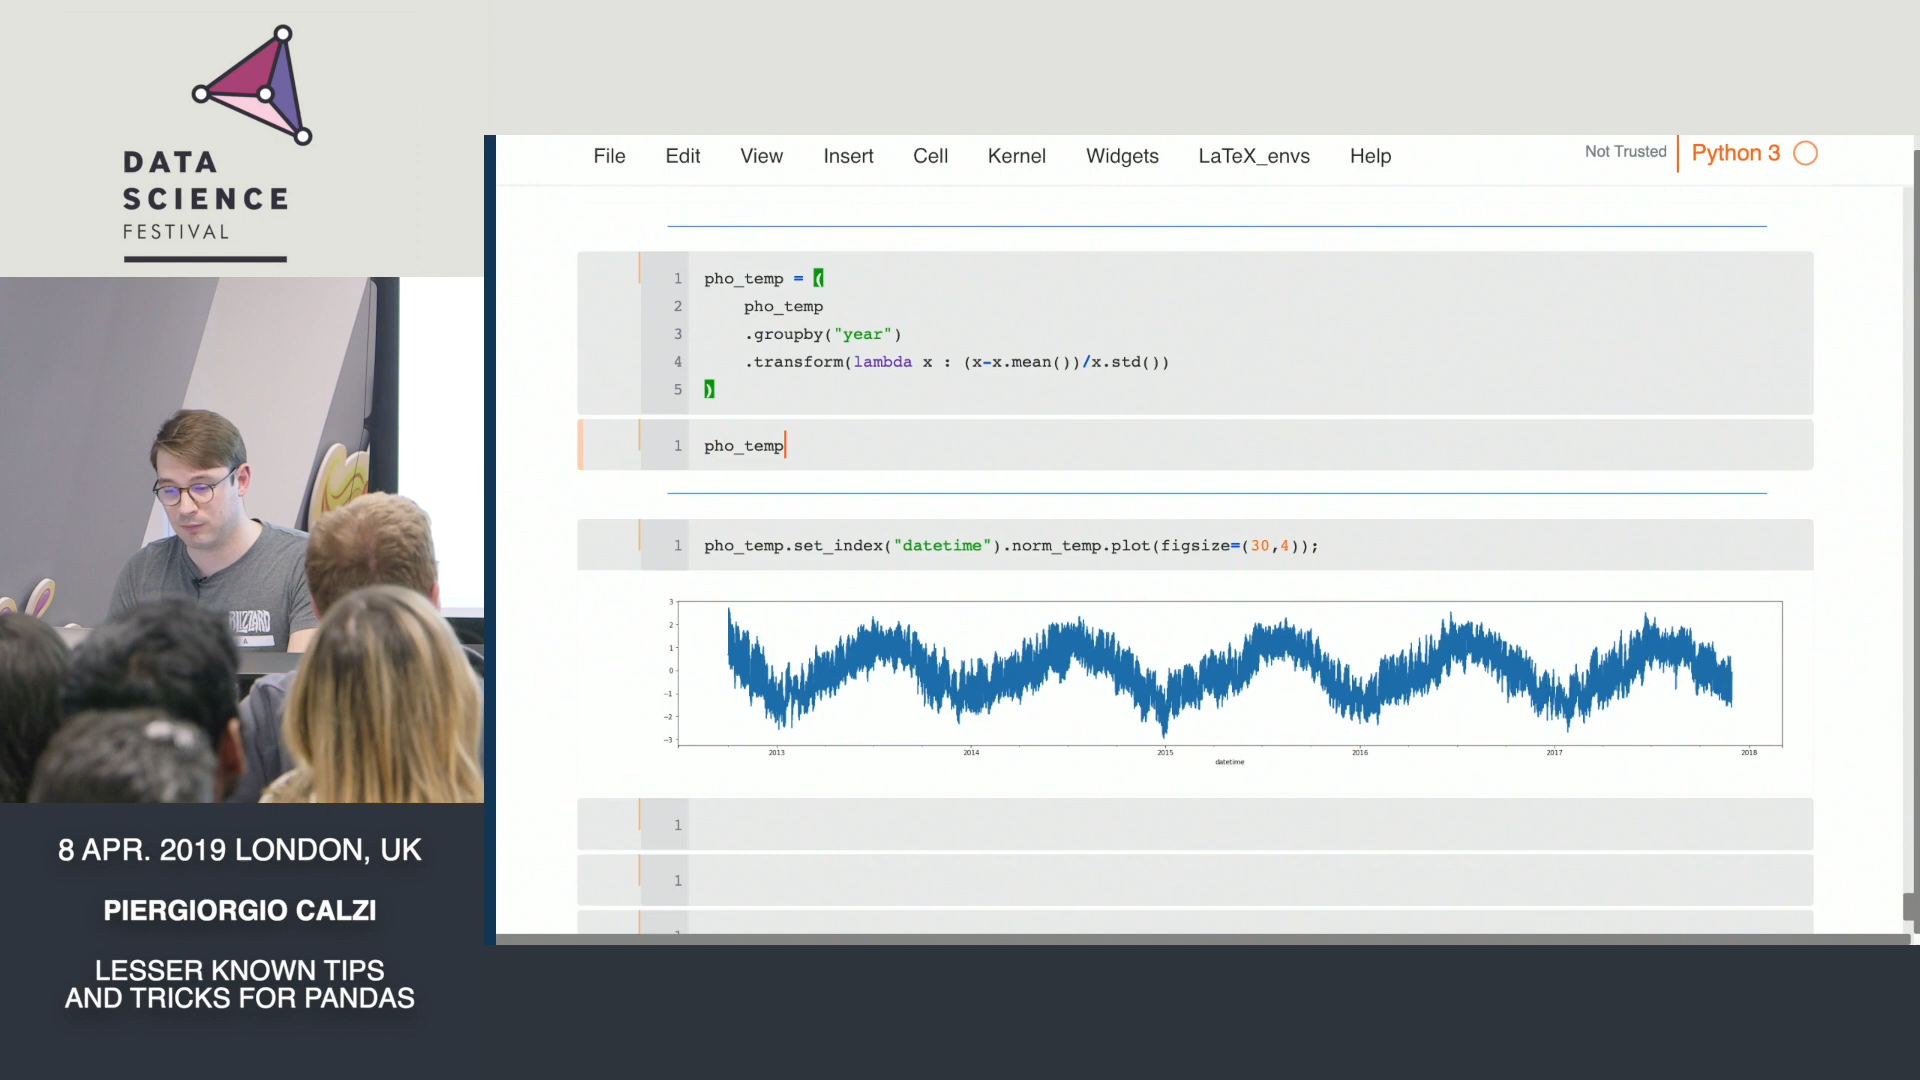 DATA
SCIENCE
FESTIVAL
File Edit View Insert Cell Kernel Widgets LaTeX_envs Help Not Trusted Python 3
1 pho_temp = (
2 pho_temp
3 .groupby("year")
4 .transform(lambda x : (x-x.mean())/x.std())
5 )
1 pho_temp
1 pho_temp.set_index("datetime").norm_temp.plot(figsize=(30,4));
3
2
1
0
−1
−2
−3
2013 2014 2015 2016 2017 2018
datetime
1
1
BLIZZARD
8 APR. 2019 LONDON, UK
PIERGIORGIO CALZI
LESSER KNOWN TIPS
AND TRICKS FOR PANDAS